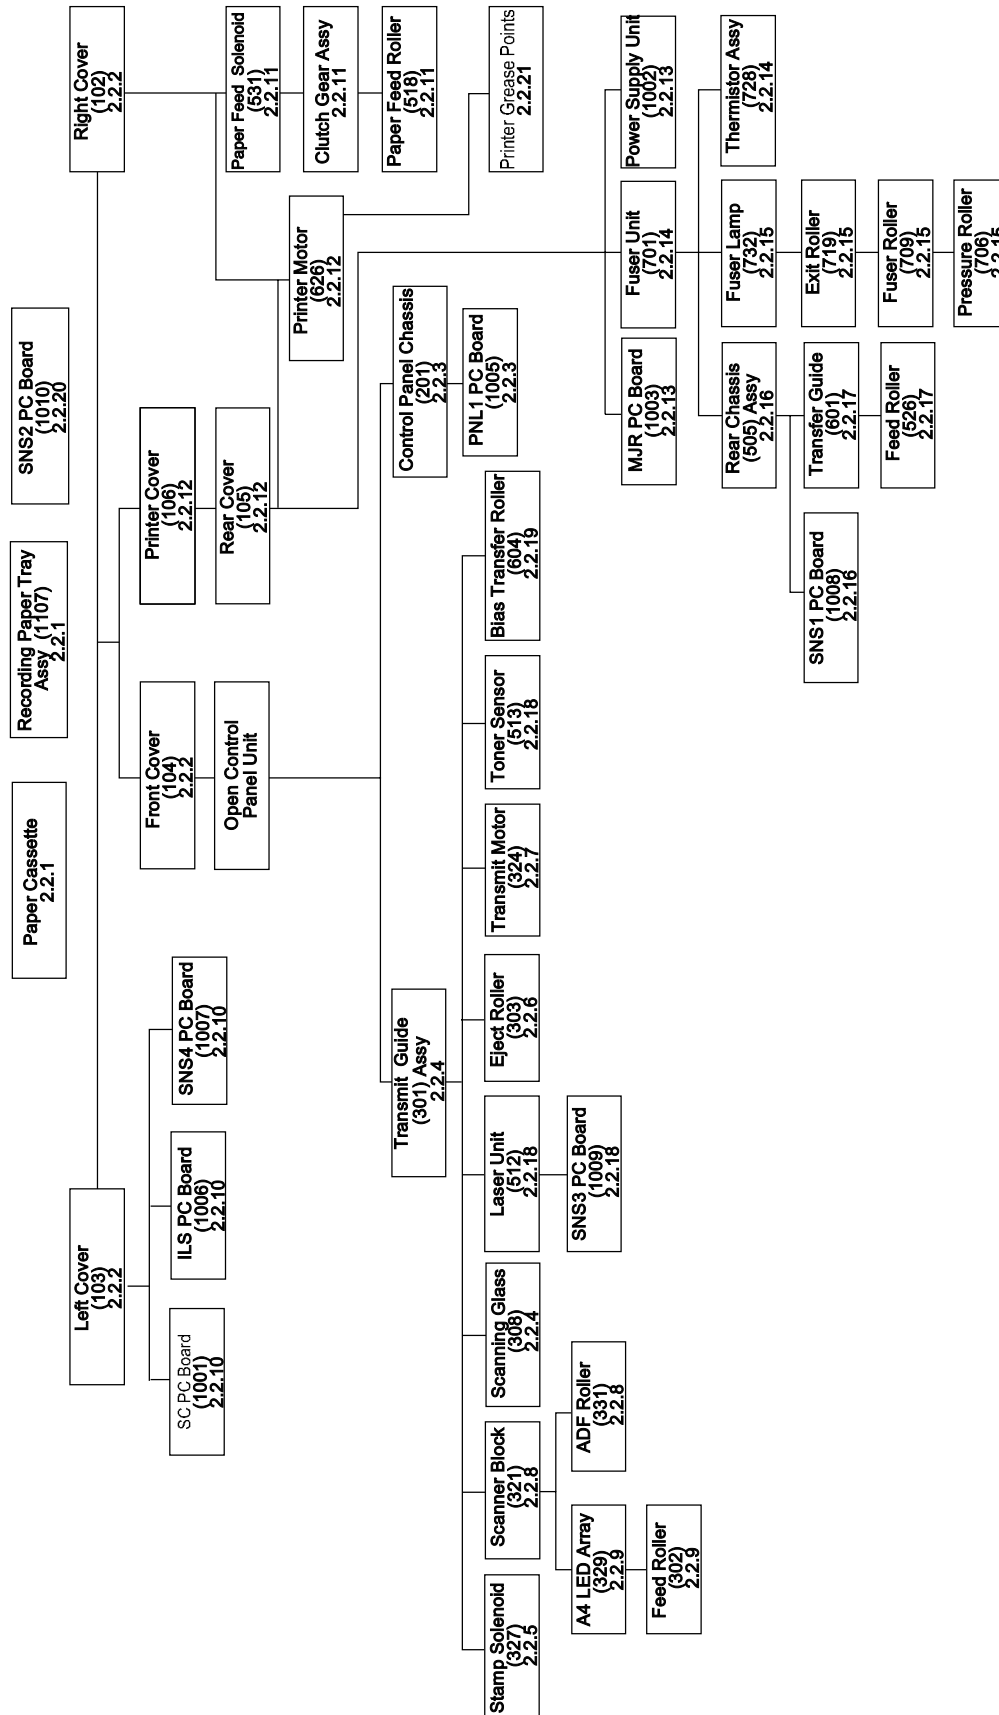 Paper Cassette
2.2.1
Recording Paper Tray
Assy (1107)
2.2.1
SNS2 PC Board
(1010)
2.2.20
Left Cover
(103)
2.2.2
Right Cover
(102)
2.2.2
SC PC Board
(1001)
2.2.10
ILS PC Board
(1006)
2.2.10
SNS4 PC Board
(1007)
2.2.10
Front Cover
(104)
2.2.2
Printer Cover
(106)
2.2.12
Open Control
Panel Unit
Rear Cover
(105)
2.2.12
Paper Feed Solenoid
(531)
2.2.11
Clutch Gear Assy
2.2.11
Paper Feed Roller
(518)
2.2.11
Printer Motor
(626)
2.2.12
Printer Grease Points
2.2.21
Transmit Guide
(301) Assy
2.2.4
Control Panel Chassis
(201)
2.2.3
PNL1 PC Board
(1005)
2.2.3
Stamp Solenoid
(327)
2.2.5
Scanner Block
(321)
2.2.8
Scanning Glass
(308)
2.2.4
Laser Unit
(512)
2.2.18
Eject Roller
(303)
2.2.6
Transmit Motor
(324)
2.2.7
Toner Sensor
(513)
2.2.18
Bias Transfer Roller
(604)
2.2.19
A4 LED Array
(329)
2.2.9
ADF Roller
(331)
2.2.8
SNS3 PC Board
(1009)
2.2.18
Feed Roller
(302)
2.2.9
MJR PC Board
(1003)
2.2.13
Fuser Unit
(701)
2.2.14
Power Supply Unit
(1002)
2.2.13
Rear Chassis
(505) Assy
2.2.16
Fuser Lamp
(732)
2.2.15
Thermistor Assy
(728)
2.2.14
SNS1 PC Board
(1008)
2.2.16
Transfer Guide
(601)
2.2.17
Exit Roller
(719)
2.2.15
Feed Roller
(526)
2.2.17
Fuser Roller
(709)
2.2.15
Pressure Roller
(706)
2.2.15